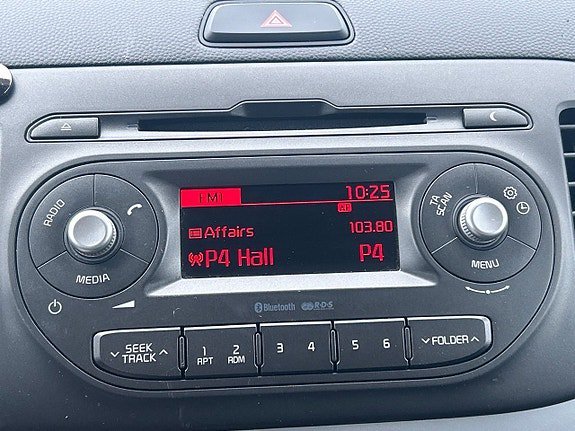 FM1 10:25
Affairs 103.80
P4 Hall P4
RADIO
MEDIA
TA
SCAN
MENU
Bluetooth R·D·S
SEEK
TRACK
1
RPT
2
RDM
3
4
5
6
FOLDER